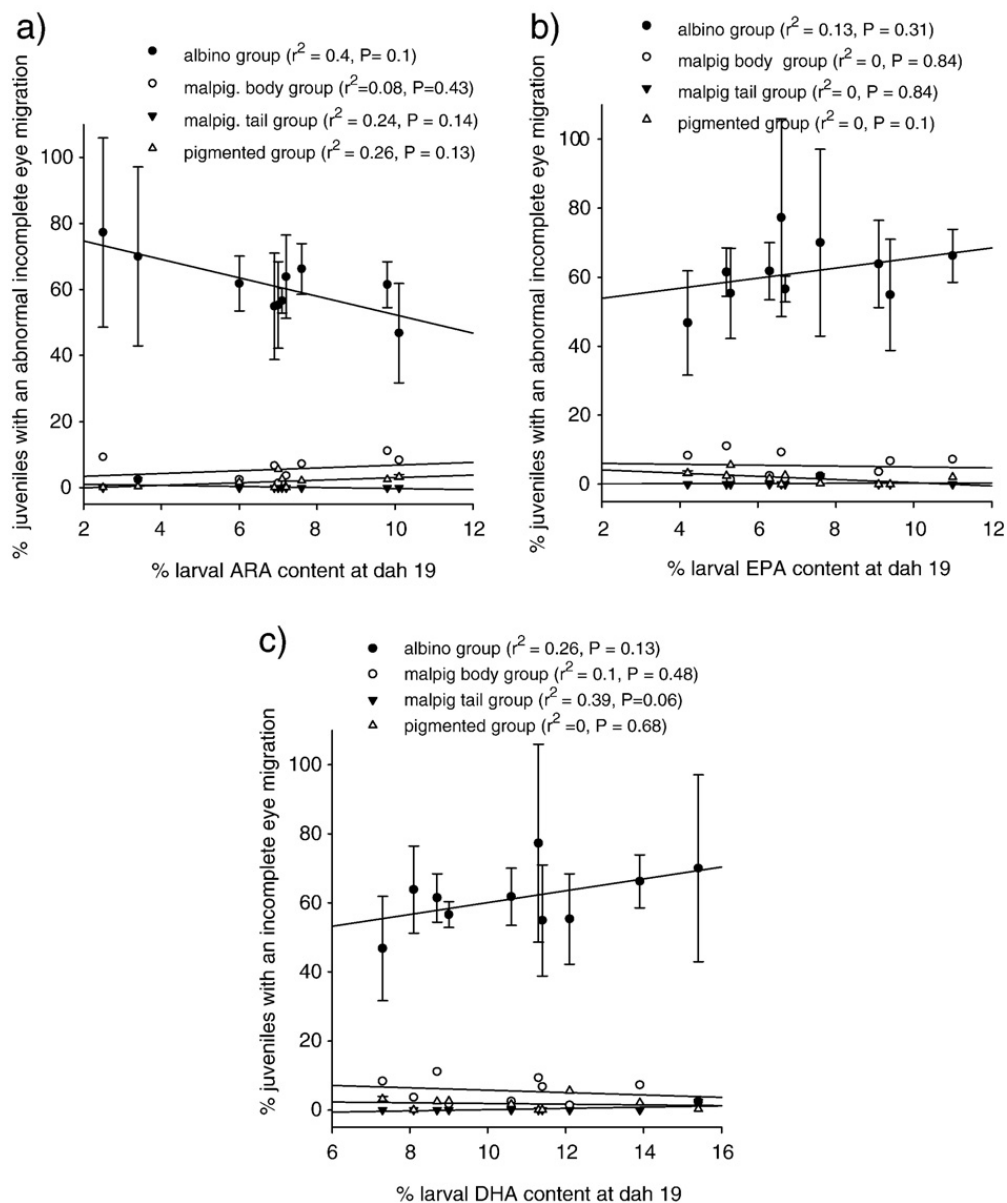 a)
albino group (r2 = 0.4, P= 0.1)
malpig. body group (r2=0.08, P=0.43)
malpig. tail group (r2 = 0.24, P = 0.14)
pigmented group (r2 = 0.26, P = 0.13)
% juveniles with an abnormal incomplete eye migration
100
80
60
40
20
0
2 4 6 8 10 12
% larval ARA content at dah 19
b)
albino group (r2 = 0.13, P = 0.31)
malpig body group (r2 = 0, P = 0.84)
malpig tail group (r2 = 0, P = 0.84)
pigmented group (r2 = 0, P = 0.1)
% juveniles with an abnormal incomplete eye migration
100
80
60
40
20
0
2 4 6 8 10 12
% larval EPA content at dah 19
c)
albino group (r2 = 0.26, P = 0.13)
malpig body group (r2 = 0.1, P = 0.48)
malpig tail group (r2 = 0.39, P=0.06)
pigmented group (r2 =0, P = 0.68)
% juveniles with an incomplete eye migration
100
80
60
40
20
0
6 8 10 12 14 16
% larval DHA content at dah 19